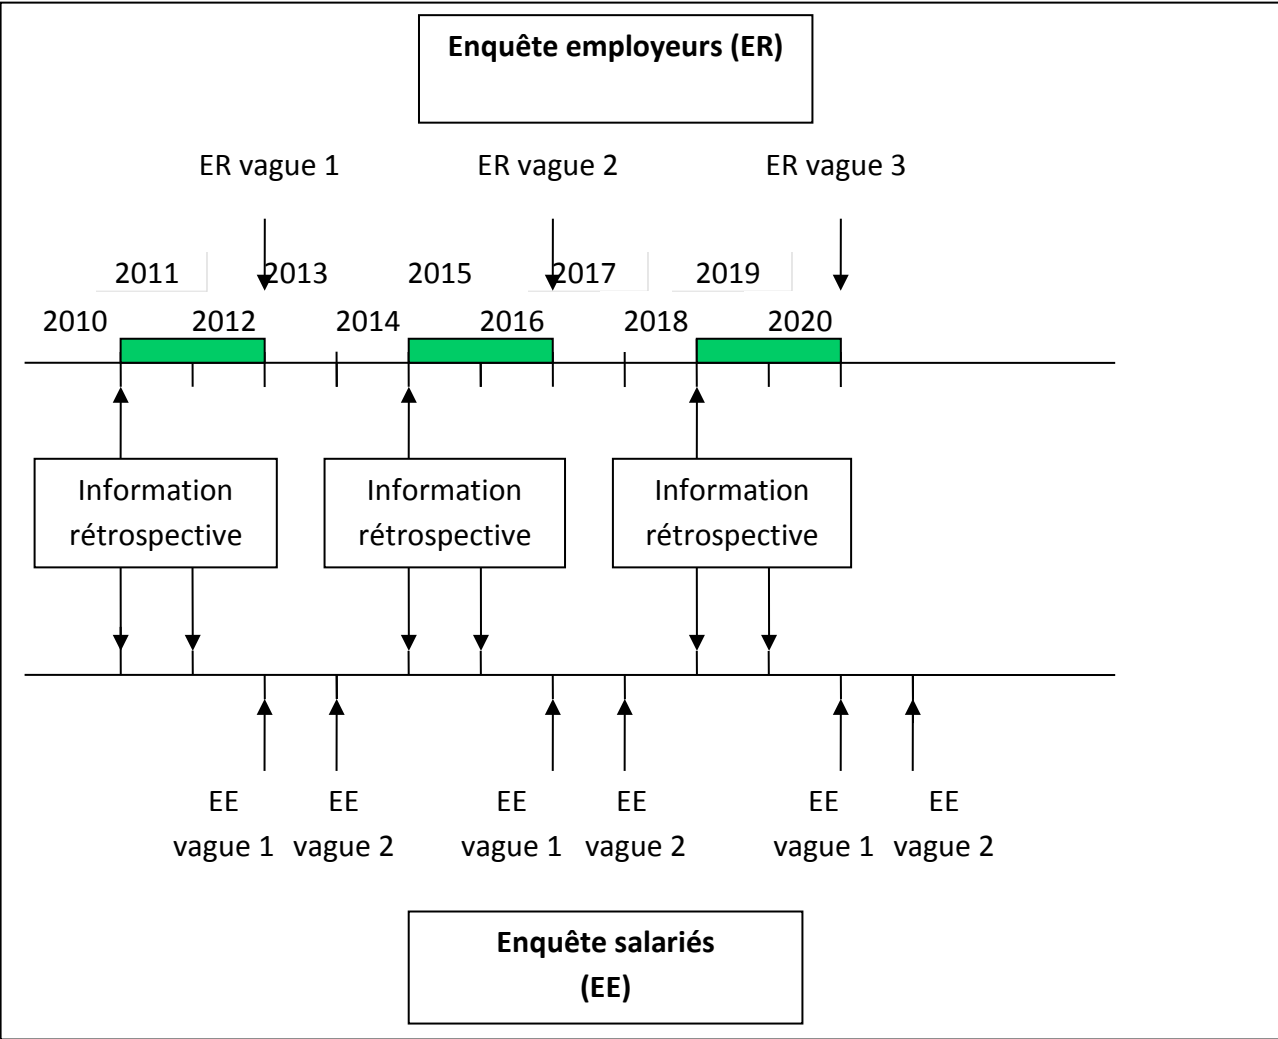 Enquête employeurs (ER)
ER vague 1 ER vague 2 ER vague 3
2011 2013 2015 2017 2019
2010 2012 2014 2016 2018 2020
Information Information Information
rétrospective rétrospective rétrospective
EE EE EE EE EE EE
vague 1 vague 2 vague 1 vague 2 vague 1 vague 2
Enquête salariés
(EE)